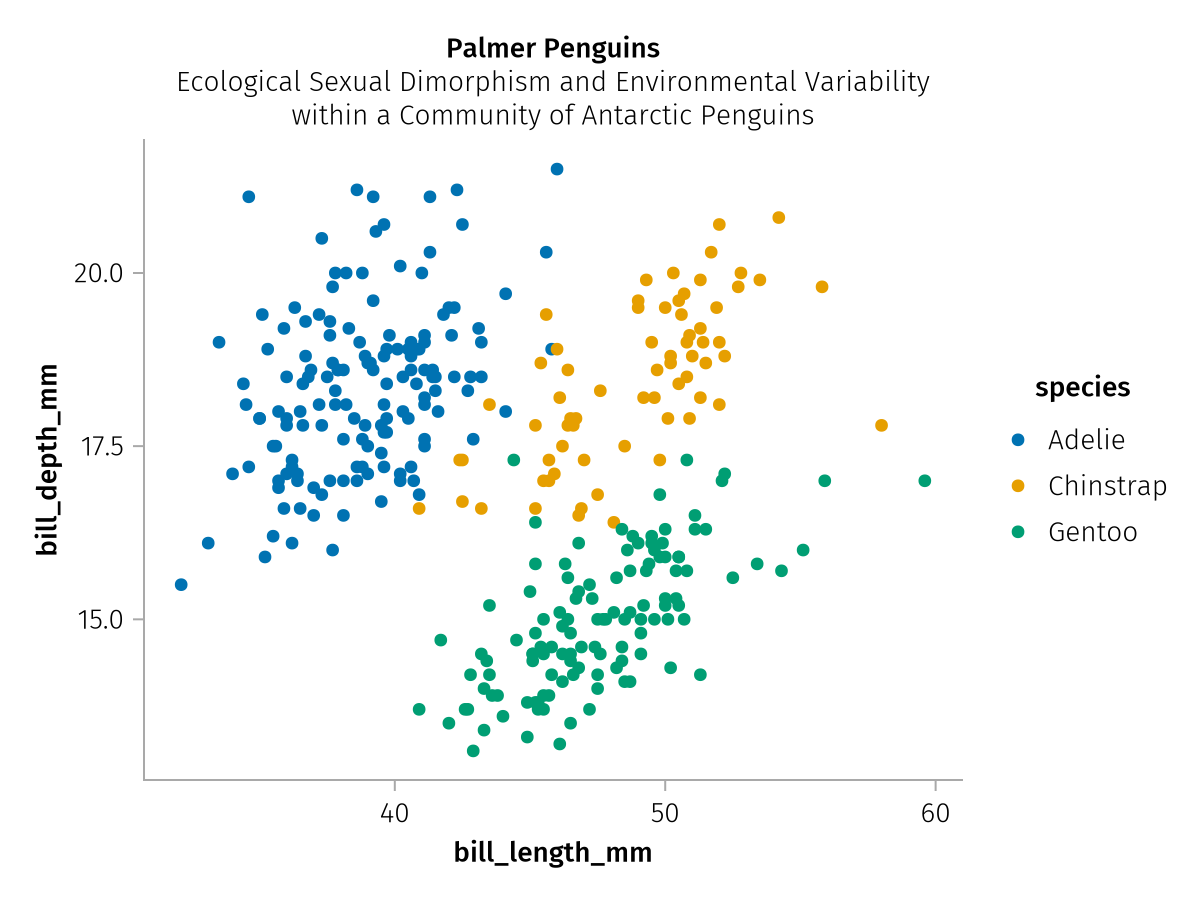 Palmer Penguins
Ecological Sexual Dimorphism and Environmental Variability
within a Community of Antarctic Penguins
bill_depth_mm
20.0
17.5
15.0
40
50
60
bill_length_mm
species
Adelie
Chinstrap
Gentoo